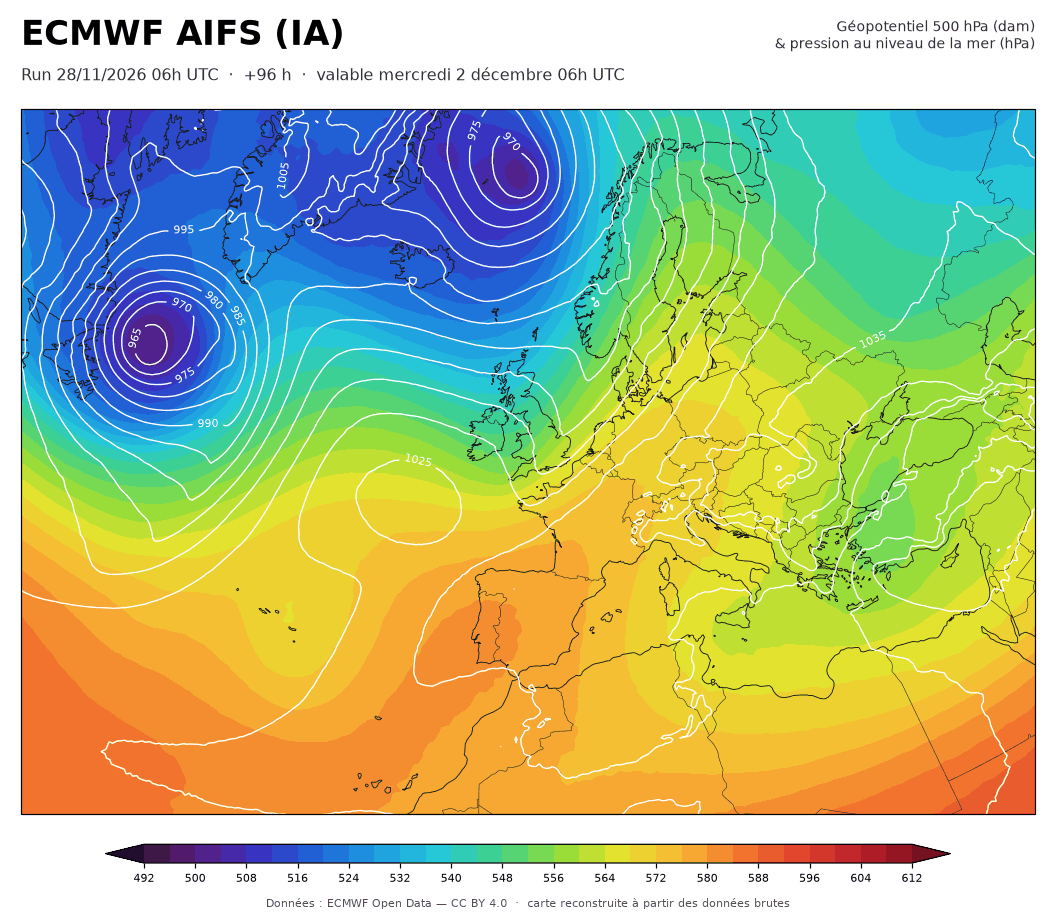 ECMWF AIFS (IA)
Géopotentiel 500 hPa (dam)
& pression au niveau de la mer (hPa)
Run 28/11/2026 06h UTC · +96 h · valable mercredi 2 décembre 06h UTC
975
970
1005
995
980
970
985
965
975
1035
990
1025
492 500 508 516 524 532 540 548 556 564 572 580 588 596 604 612
Données : ECMWF Open Data — CC BY 4.0 · carte reconstruite à partir des données brutes